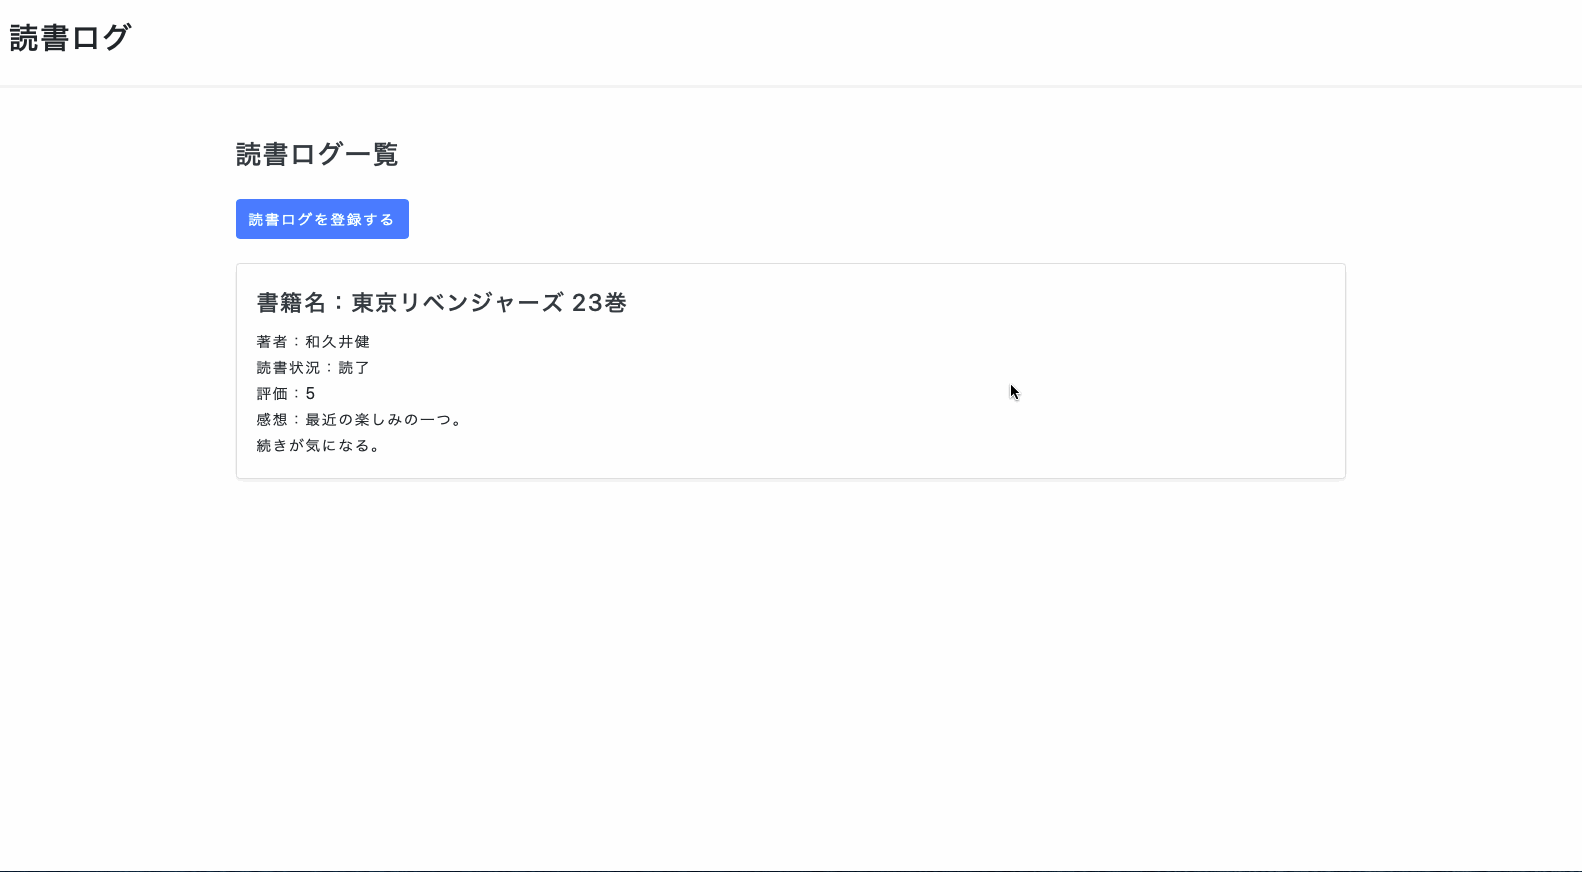 読書ログ
読書ログ一覧
読書ログを登録する
書籍名：東京リベンジャーズ 23巻
著者：和久井健
読書状況：読了
評価：5
感想：最近の楽しみの一つ。
続きが気になる。